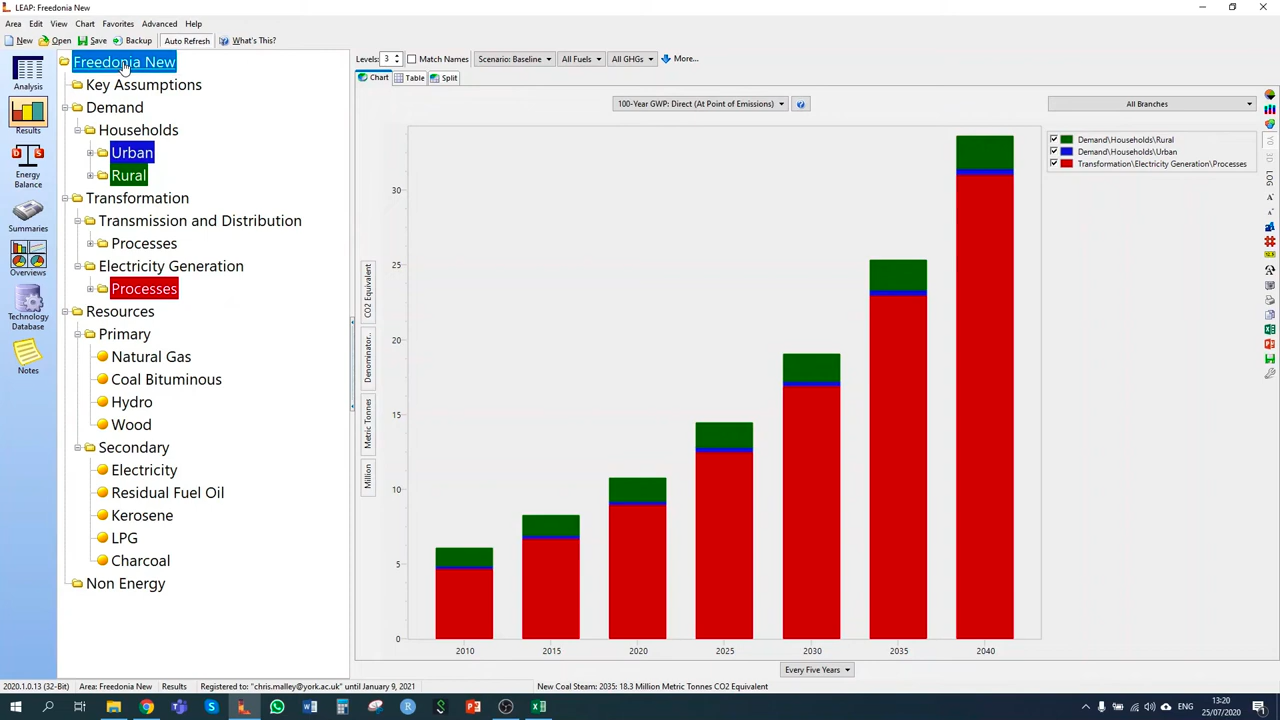 LEAP: Freedonia New
Area Edit View Chart Favorites Advanced Help
New Open Save Backup Auto Refresh What's This?
Analysis
Results
Energy
Balance
Summaries
Overviews
Technology
Database
Notes
Freedonia New
Key Assumptions
Demand
Households
Urban
Rural
Transformation
Transmission and Distribution
Processes
Electricity Generation
Processes
Resources
Primary
Natural Gas
Coal Bituminous
Hydro
Wood
Secondary
Electricity
Residual Fuel Oil
Kerosene
LPG
Charcoal
Non Energy
Levels: 3 Match Names Scenario: Baseline All Fuels All GHGs More...
Chart Table Split
100-Year GWP: Direct (At Point of Emissions)
All Branches
Demand\Households\Rural
Demand\Households\Urban
Transformation\Electricity Generation\Processes
CO2 Equivalent
Denominator..
Metric Tonnes
Million
30
25
20
15
10
5
0
2010 2015 2020 2025 2030 2035 2040
Every Five Years
LOG
2020.1.0.13 (32-Bit) Area: Freedonia New Results Registered to: "chris.malley@york.ac.uk" until January 9, 2021 New Coal Steam: 2035: 18.3 Million Metric Tonnes CO2 Equivalent
13:20
25/07/2020